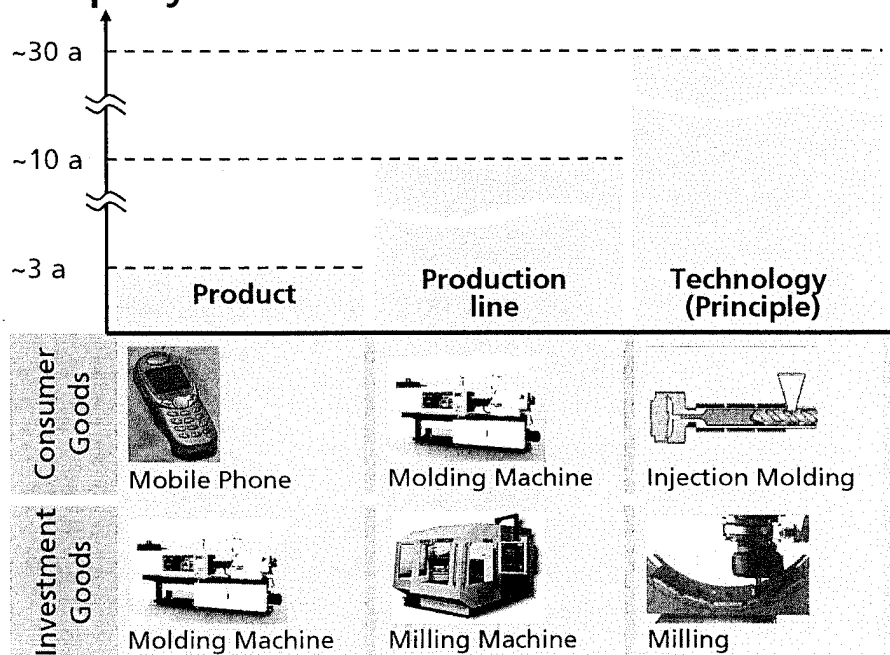 ~30 a
~10 a
~3 a
Product
Production
line
Technology
(Principle)
Consumer
Goods
Mobile Phone
Molding Machine
Injection Molding
Investment
Goods
Molding Machine
Milling Machine
Milling